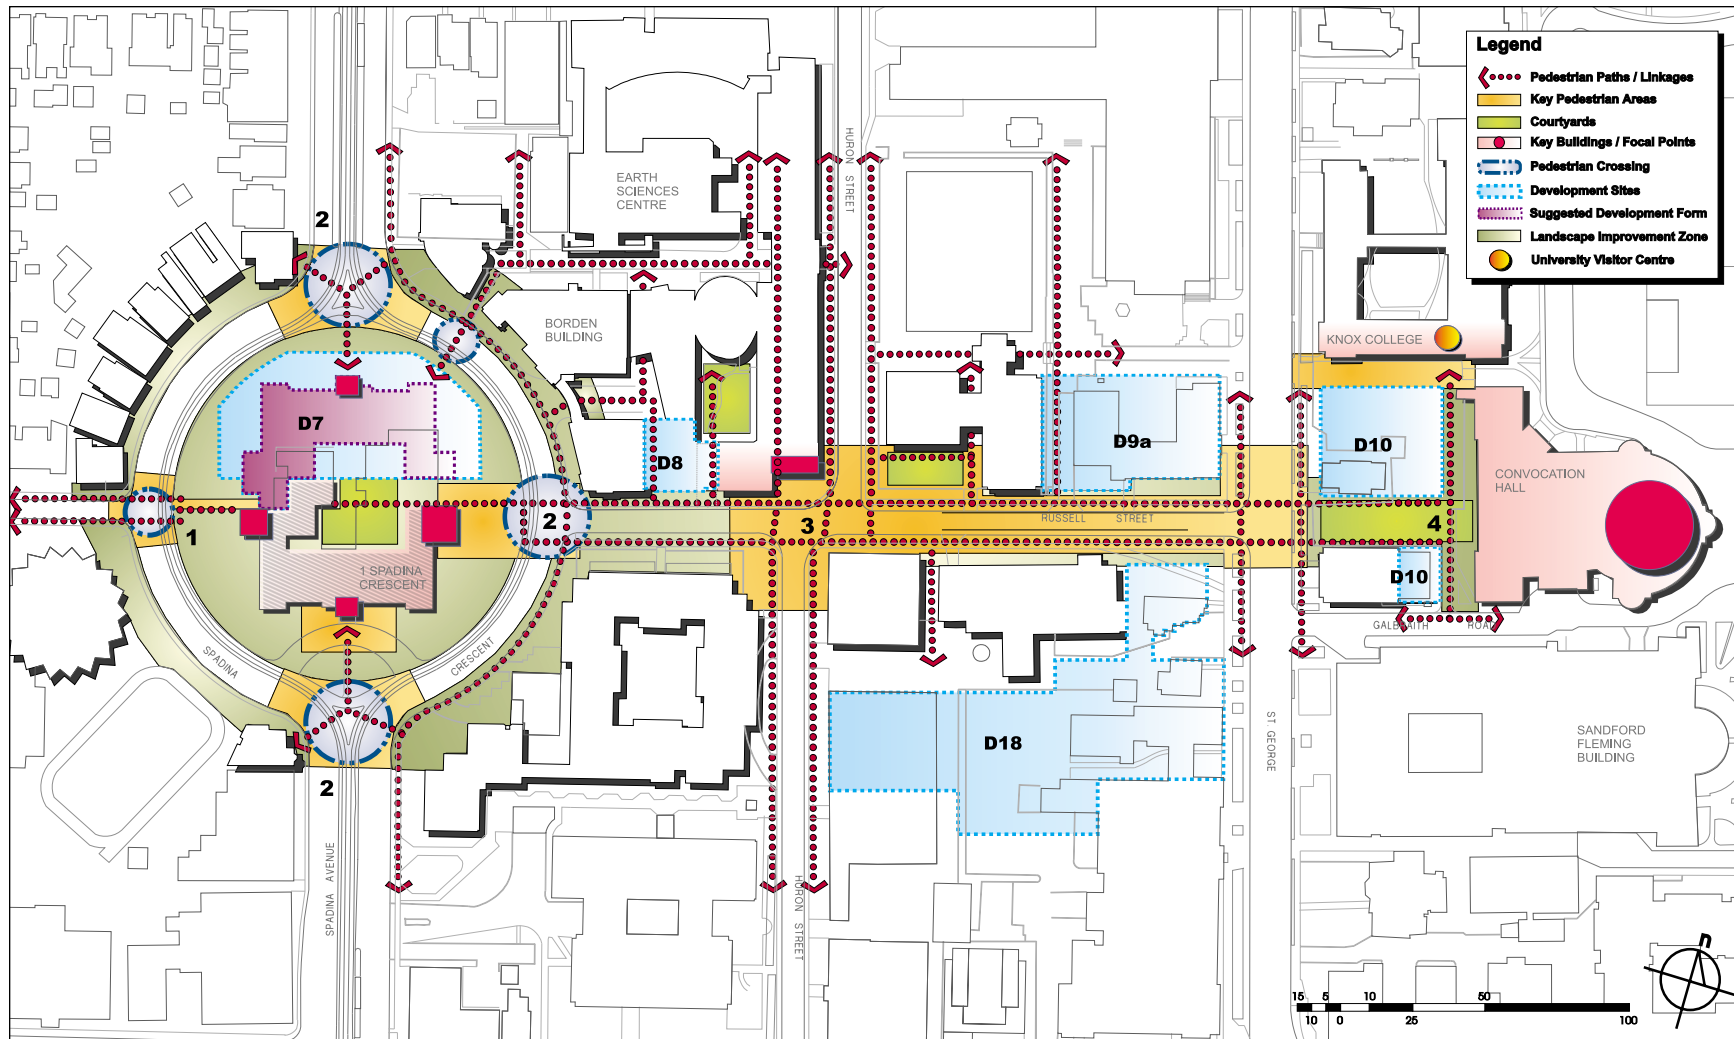 Legend
Pedestrian Paths / Linkages
Key Pedestrian Areas
Courtyards
Key Buildings / Focal Points
Pedestrian Crossing
Development Sites
Suggested Development Form
Landscape Improvement Zone
University Visitor Centre
HURON STREET
EARTH
SCIENCES
CENTRE
2
BORDEN
BUILDING
KNOX COLLEGE
D7
D8
D9a
D10
CONVOCATION
HALL
1
2
3
RUSSELL STREET
4
1 SPADINA
CRESCENT
D10
GALBRAITH ROAD
SPADINA
CRESCENT
2
D18
ST. GEORGE
SANDFORD
FLEMING
BUILDING
SPADINA AVENUE
HURON STREET
n
15 5 10 50
10 0 25 100